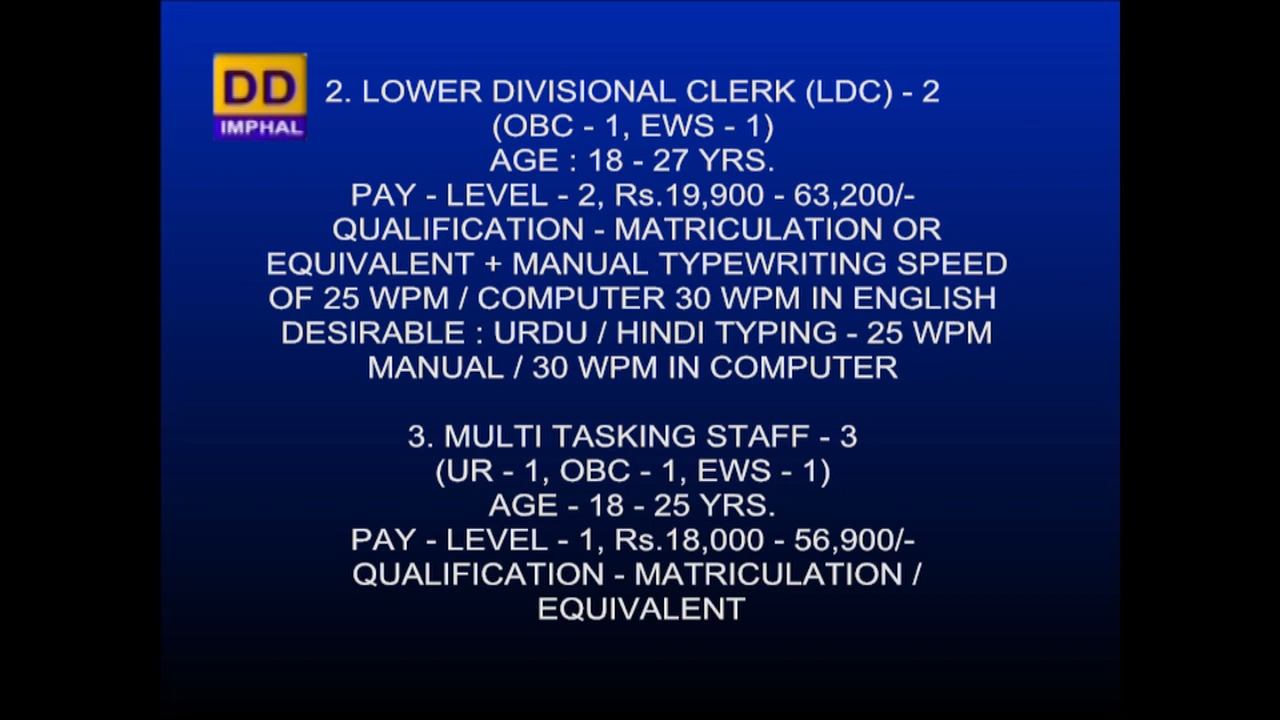 DD
IMPHAL
2. LOWER DIVISIONAL CLERK (LDC) - 2
(OBC - 1, EWS - 1)
AGE : 18 - 27 YRS.
PAY - LEVEL - 2, Rs.19,900 - 63,200/-
QUALIFICATION - MATRICULATION OR
EQUIVALENT + MANUAL TYPEWRITING SPEED
OF 25 WPM / COMPUTER 30 WPM IN ENGLISH
DESIRABLE : URDU / HINDI TYPING - 25 WPM
MANUAL / 30 WPM IN COMPUTER
3. MULTI TASKING STAFF - 3
(UR - 1, OBC - 1, EWS - 1)
AGE - 18 - 25 YRS.
PAY - LEVEL - 1, Rs.18,000 - 56,900/-
QUALIFICATION - MATRICULATION /
EQUIVALENT